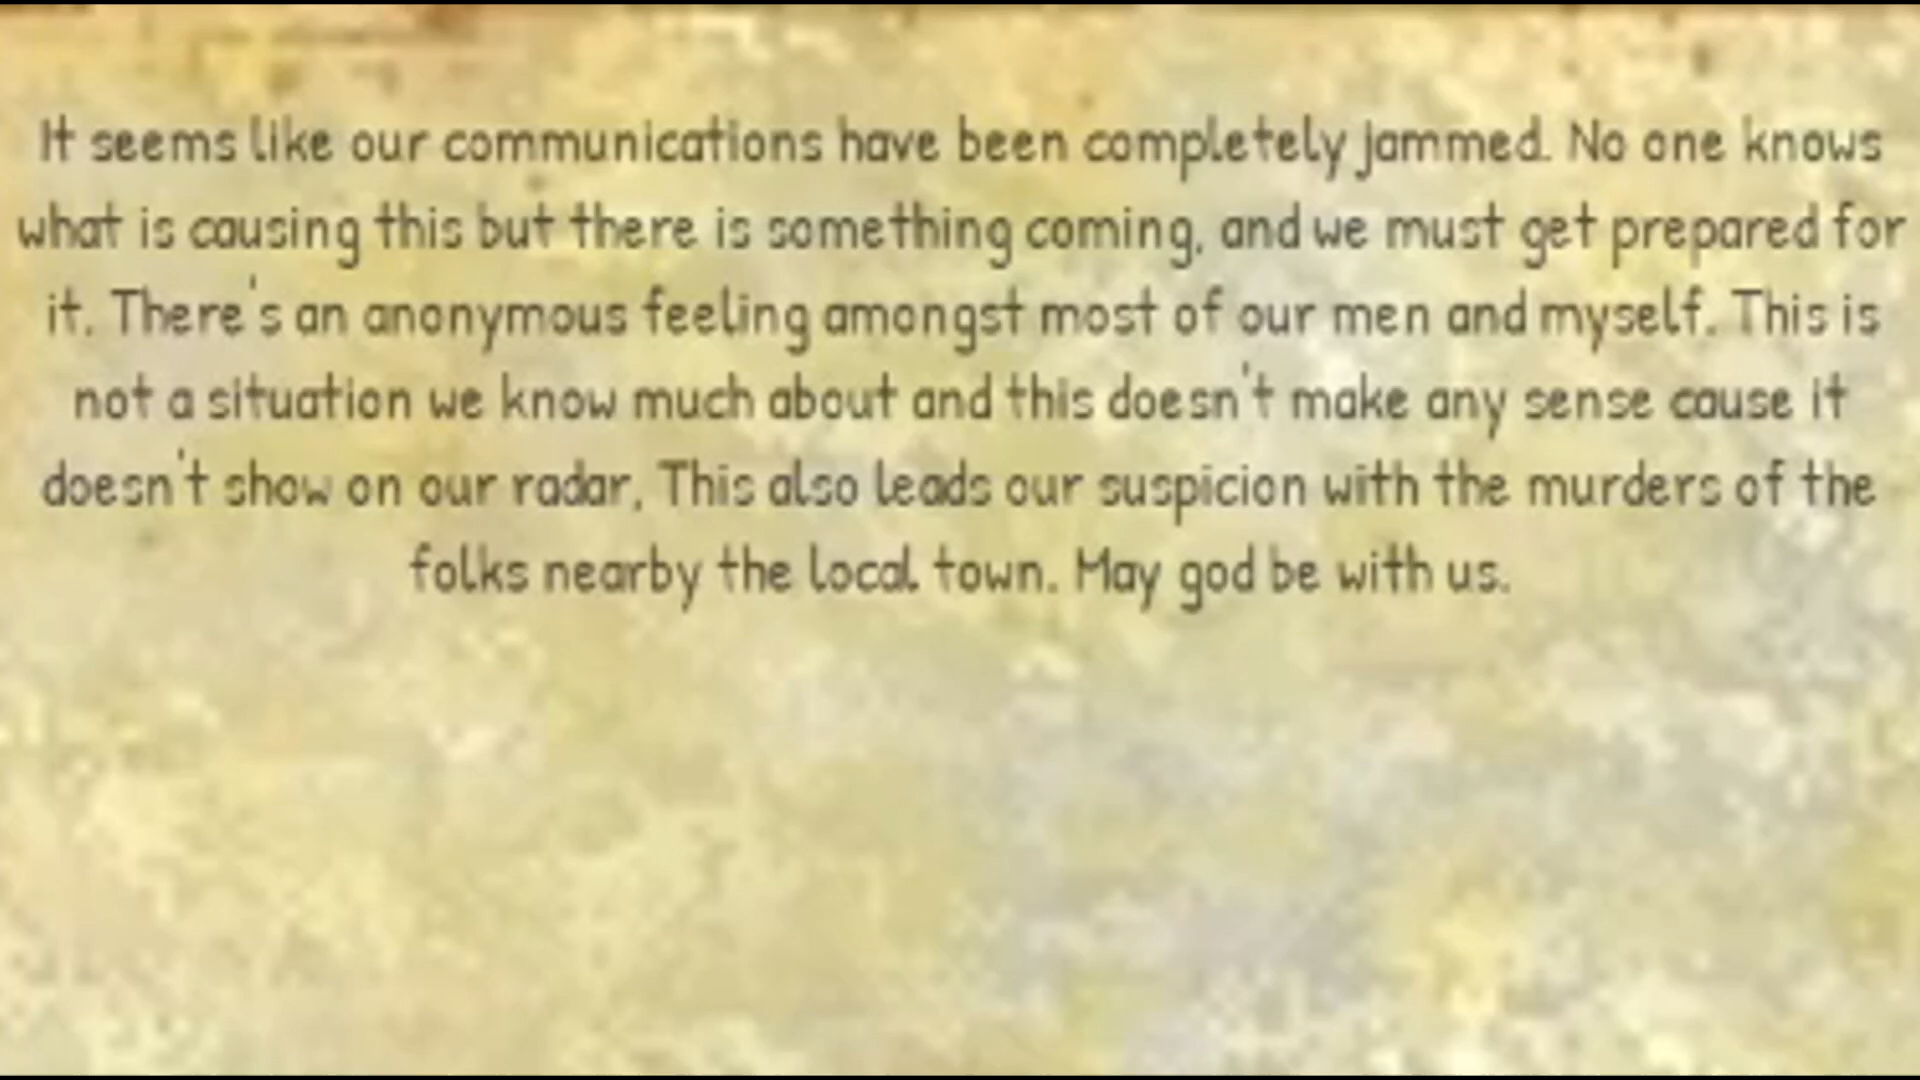 It seems like our communications have been completely jammed. No one knows
what is causing this but there is something coming, and we must get prepared for
it. There's an anonymous feeling amongst most of our men and myself. This is
not a situation we know much about and this doesn't make any sense cause it
doesn't show on our radar, This also leads our suspicion with the murders of the
folks nearby the local town. May god be with us.